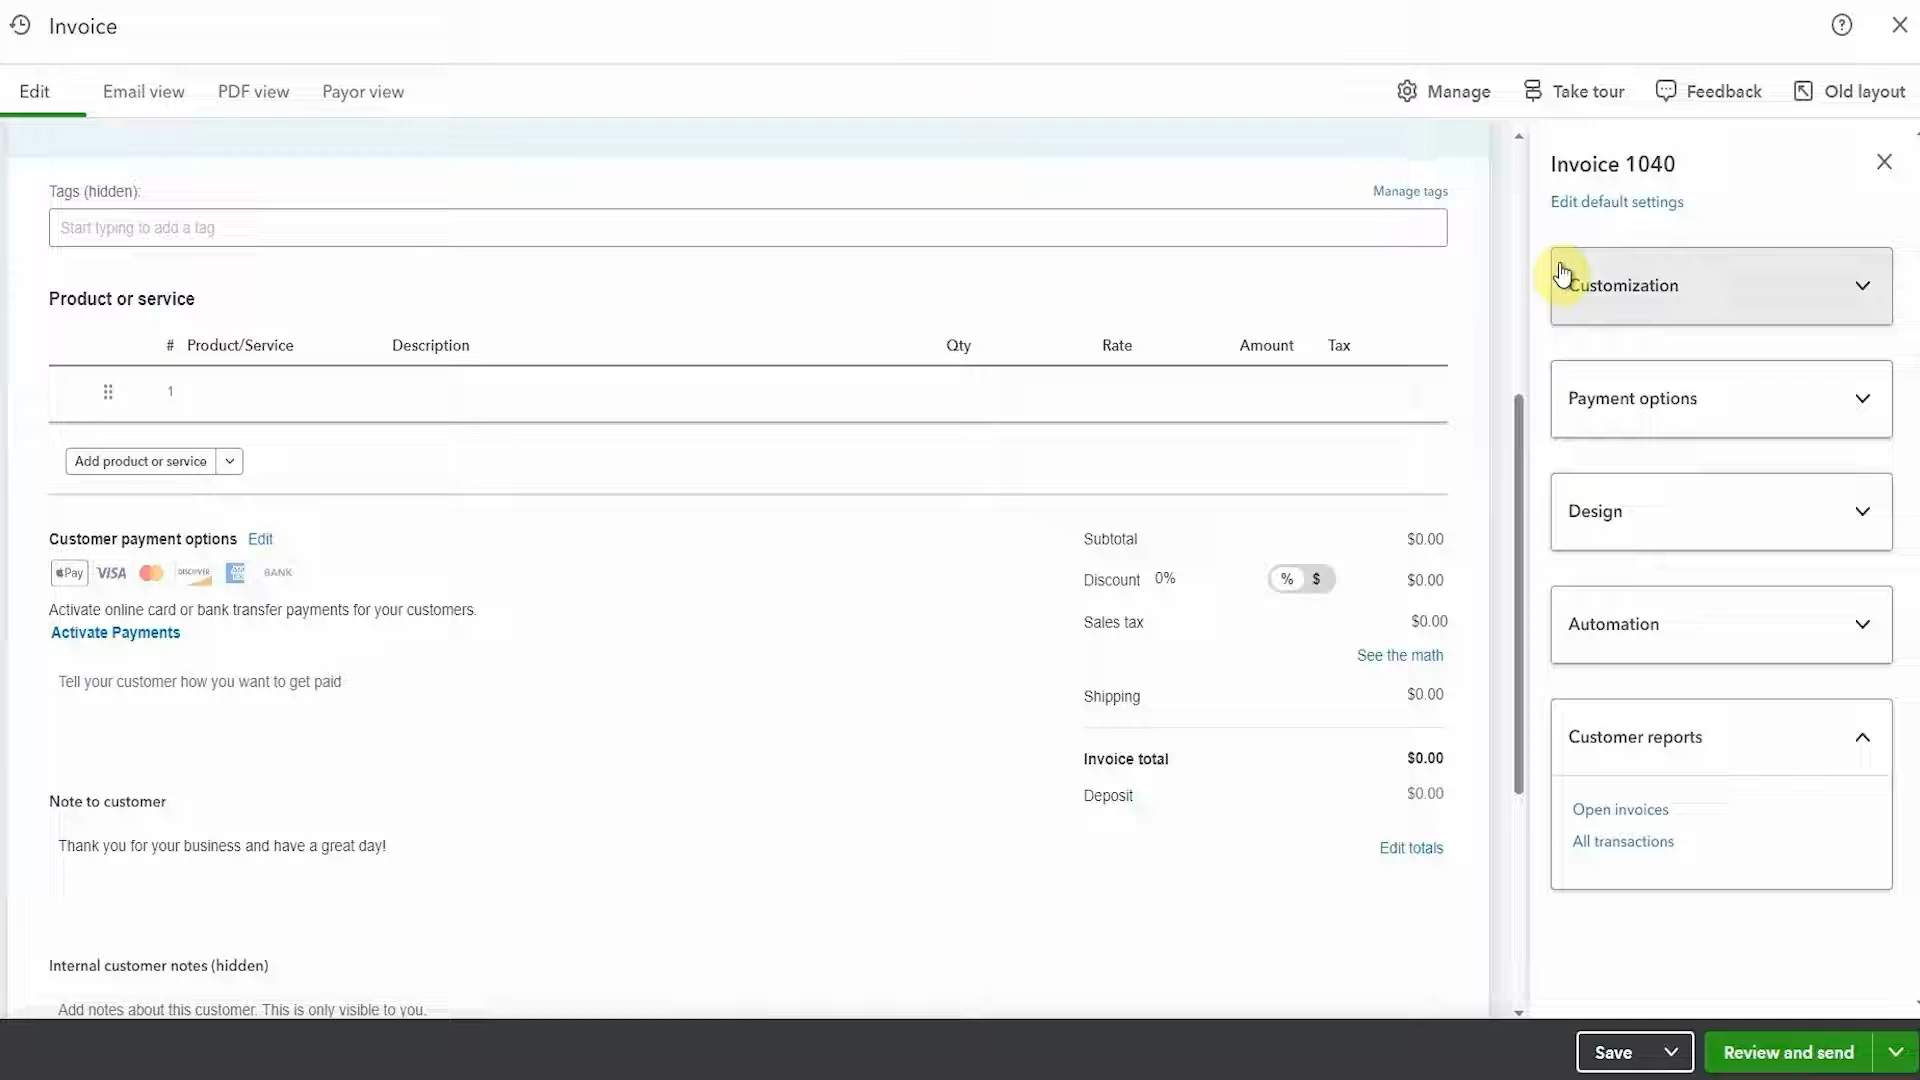 Invoice
Edit Email view PDF view Payor view Manage Take tour Feedback Old layout
Tags (hidden): Manage tags
Start typing to add a tag
Product or service
# Product/Service Description Qty Rate Amount Tax
1
Add product or service
Customer payment options Edit
Pay VISA DISCOVER BANK
Activate online card or bank transfer payments for your customers.
Activate Payments
Tell your customer how you want to get paid
Subtotal $0.00
Discount 0% % $ $0.00
Sales tax $0.00
See the math
Shipping $0.00
Invoice total $0.00
Deposit $0.00
Edit totals
Note to customer
Thank you for your business and have a great day!
Internal customer notes (hidden)
Add notes about this customer. This is only visible to you.
Invoice 1040
Edit default settings
Customization
Payment options
Design
Automation
Customer reports
Open invoices
All transactions
Save Review and send